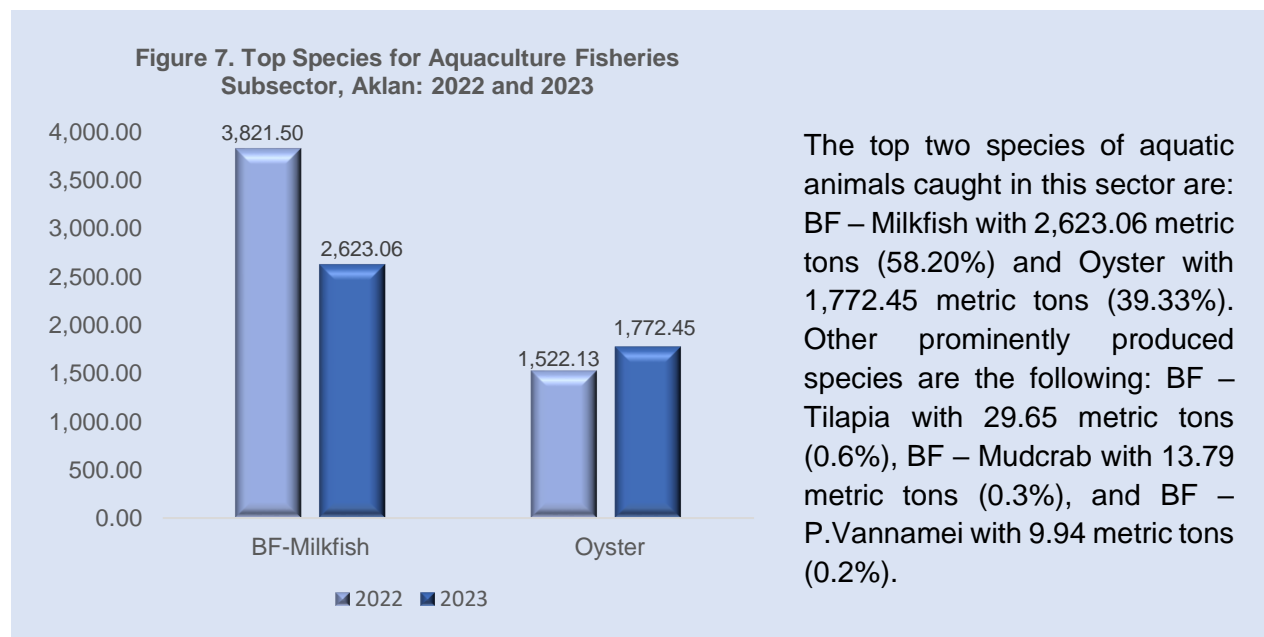 Figure 7. Top Species for Aquaculture Fisheries
Subsector, Aklan: 2022 and 2023
4,000.00
3,500.00
3,000.00
2,500.00
2,000.00
1,500.00
1,000.00
500.00
0.00
3,821.50
2,623.06
1,522.13
1,772.45
BF-Milkfish
Oyster
2022
2023
The top two species of aquatic
animals caught in this sector are:
BF – Milkfish with 2,623.06 metric
tons (58.20%) and Oyster with
1,772.45 metric tons (39.33%).
Other prominently produced
species are the following: BF –
Tilapia with 29.65 metric tons
(0.6%), BF – Mudcrab with 13.79
metric tons (0.3%), and BF –
P.Vannamei with 9.94 metric tons
(0.2%).